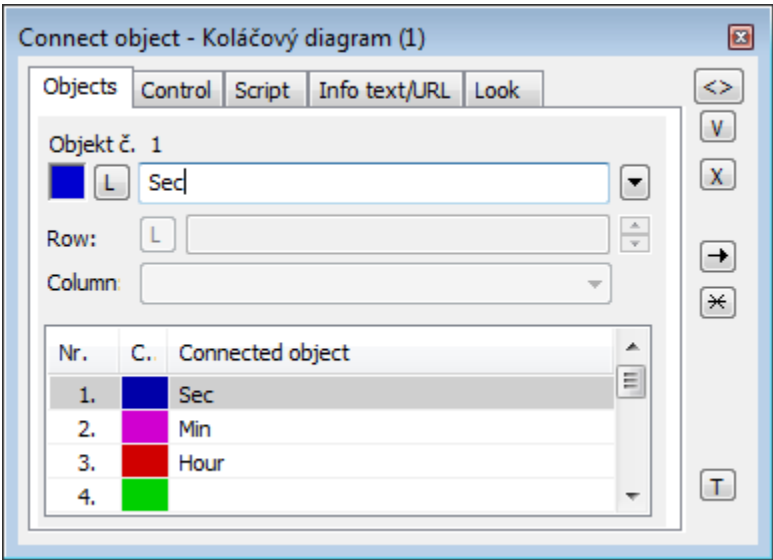 Connect object - Koláčový diagram (1)
Objects Control Script Info text/URL Look
<>
V
Objekt č. 1
L Sec
X
Row: L
Column:
Nr. C.. Connected object
1. Sec
2. Min
3. Hour
4.
T